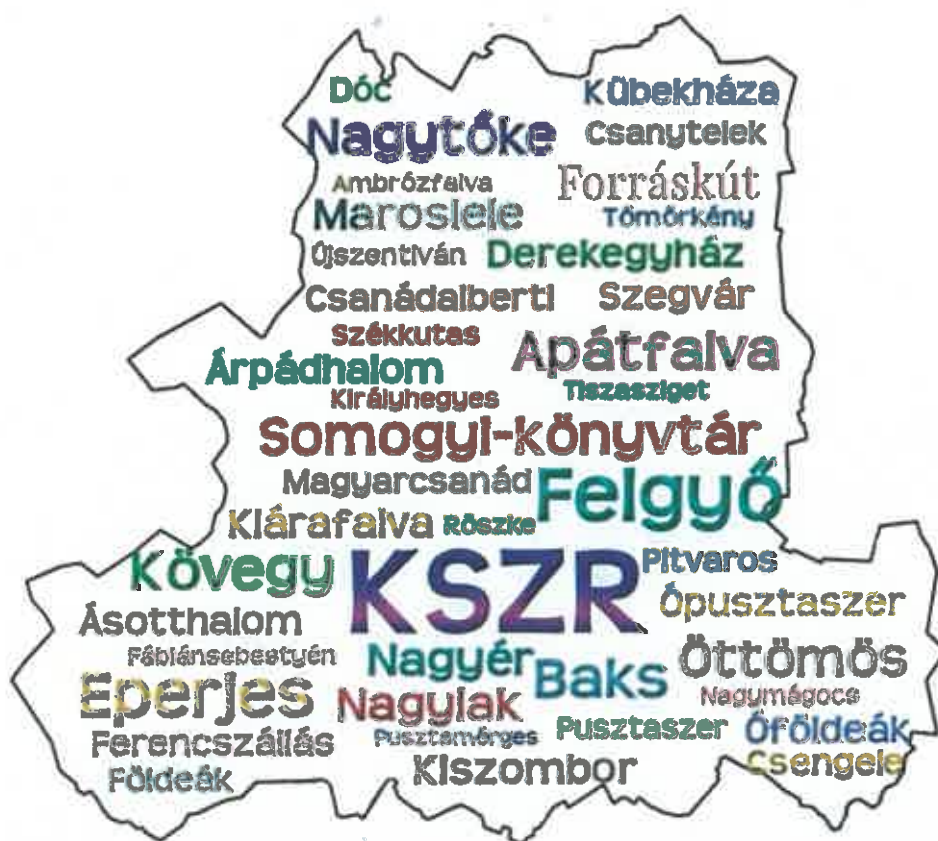 Dóc Kübekháza
Nagytőke Csanytelek
Ambrózfalva Forráskút
Maroslele Tömörkény
Újszentiván Derekegyház
Csanádalberti Szegvár
Székkutas Apátfalva
Árpádhalom Tiszasziget
Királyhegyes
Somogyi-könyvtár
Magyarcsanád Felgyő
Klárafalva Röszke
Kövegy KSZR Pitvaros
Ásotthalom Ópusztaszer
Fábiánsebestyén Nagyér Baks Öttömös
Eperjes Nagylak Nagymágocs
Ferencszállás Pusztamérges Pusztaszer Óföldeák
Földeák Kiszombor Csengele